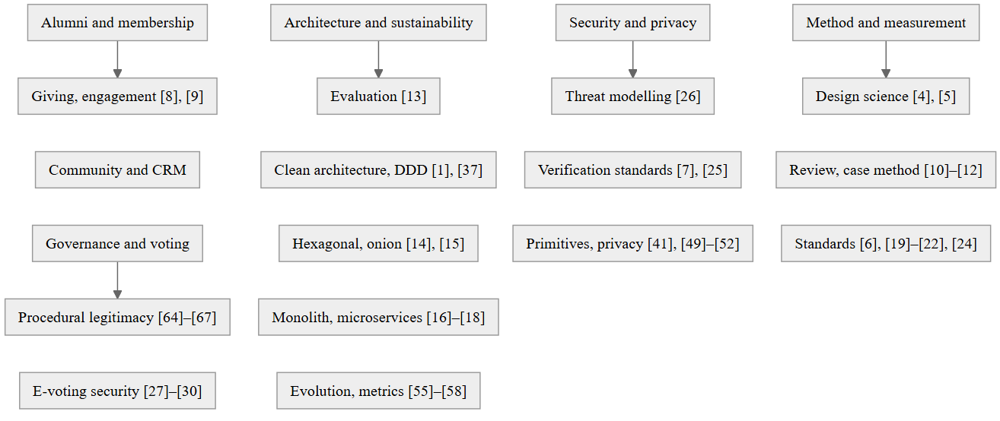 Alumni and membership
Giving, engagement [8], [9]
Community and CRM
Governance and voting
Procedural legitimacy [64]–[67]
E-voting security [27]–[30]
Architecture and sustainability
Evaluation [13]
Clean architecture, DDD [1], [37]
Hexagonal, onion [14], [15]
Monolith, microservices [16]–[18]
Evolution, metrics [55]–[58]
Security and privacy
Threat modelling [26]
Verification standards [7], [25]
Primitives, privacy [41], [49]–[52]
Method and measurement
Design science [4], [5]
Review, case method [10]–[12]
Standards [6], [19]–[22], [24]